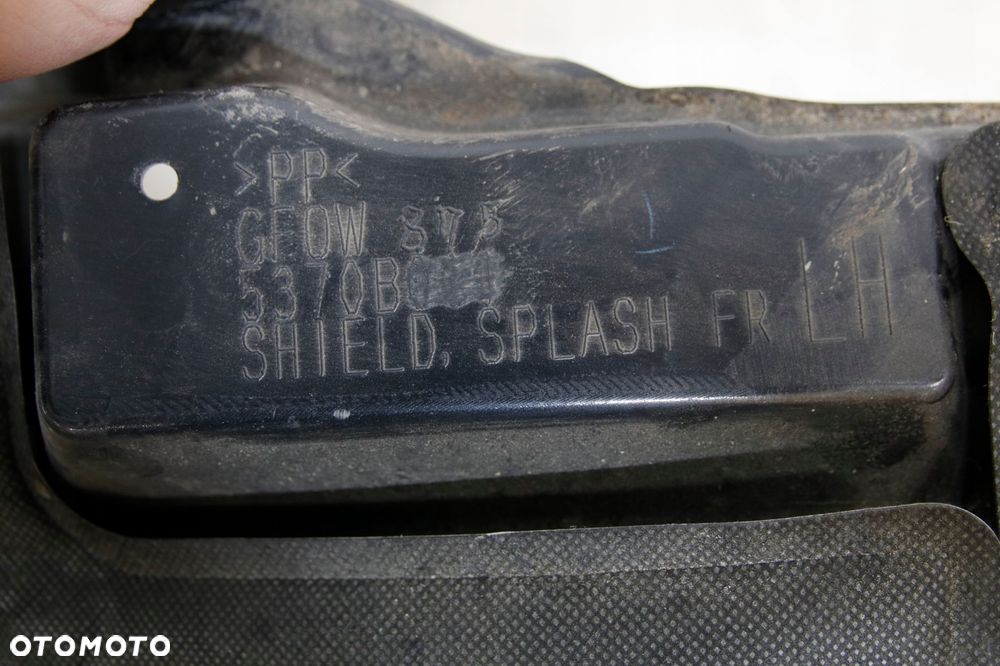 >PP<
GFOW
5370B
SHIELD, SPLASH FR LH
OTOMOTO